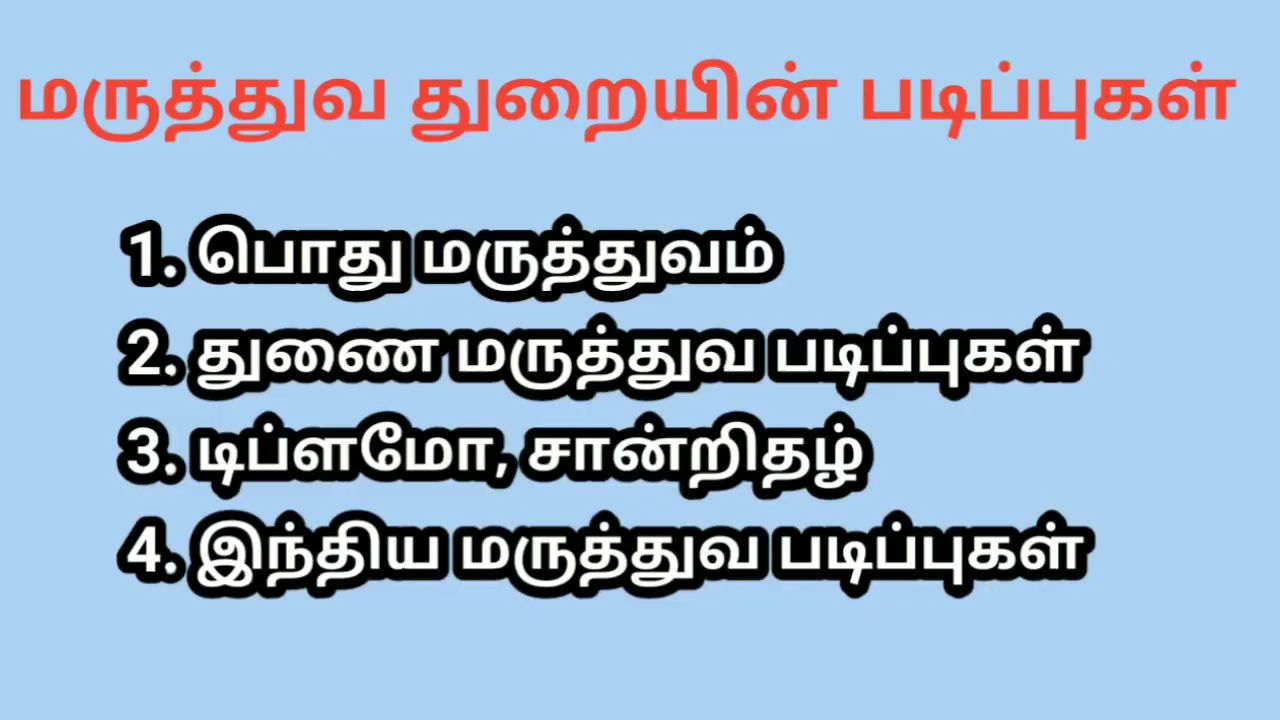 மருத்துவ துறையின் படிப்புகள்
1. பொது மருத்துவம்
2. துணை மருத்துவ படிப்புகள்
3. டிப்ளமோ, சான்றிதழ்
4. இந்திய மருத்துவ படிப்புகள்